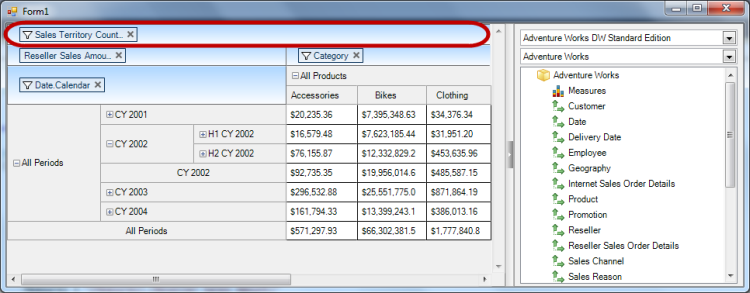 Form1
Sales Territory Count..
Reseller Sales Amou..
Category
Date.Calendar
All Products
Accessories Bikes Clothing
All Periods
CY 2001 $20,235.36 $7,395,348.63 $34,376.34
CY 2002 H1 CY 2002 $16,579.48 $7,623,185.44 $31,951.20
H2 CY 2002 $76,155.87 $12,332,829.2 $453,635.96
CY 2002 $92,735.35 $19,956,014.6 $485,587.15
CY 2003 $296,532.88 $25,551,775.0 $871,864.19
CY 2004 $161,794.33 $13,399,243.1 $386,013.16
All Periods $571,297.93 $66,302,381.5 $1,777,840.8
Adventure Works DW Standard Edition
Adventure Works
Adventure Works
Measures
Customer
Date
Delivery Date
Employee
Geography
Internet Sales Order Details
Product
Promotion
Reseller
Reseller Sales Order Details
Sales Channel
Sales Reason